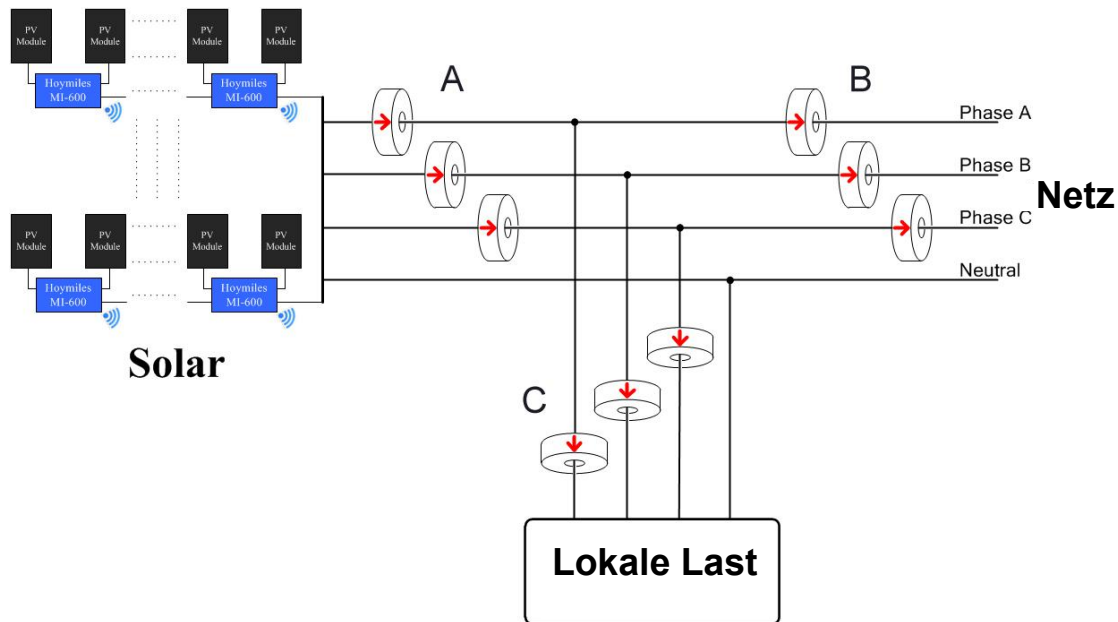 PV
Module
PV
Module
PV
Module
PV
Module
Hoymiles
MI-600
Hoymiles
MI-600
A
B
Phase A
Phase B
Phase C
Netz
Neutral
PV
Module
PV
Module
PV
Module
PV
Module
Hoymiles
MI-600
Hoymiles
MI-600
Solar
C
Lokale Last